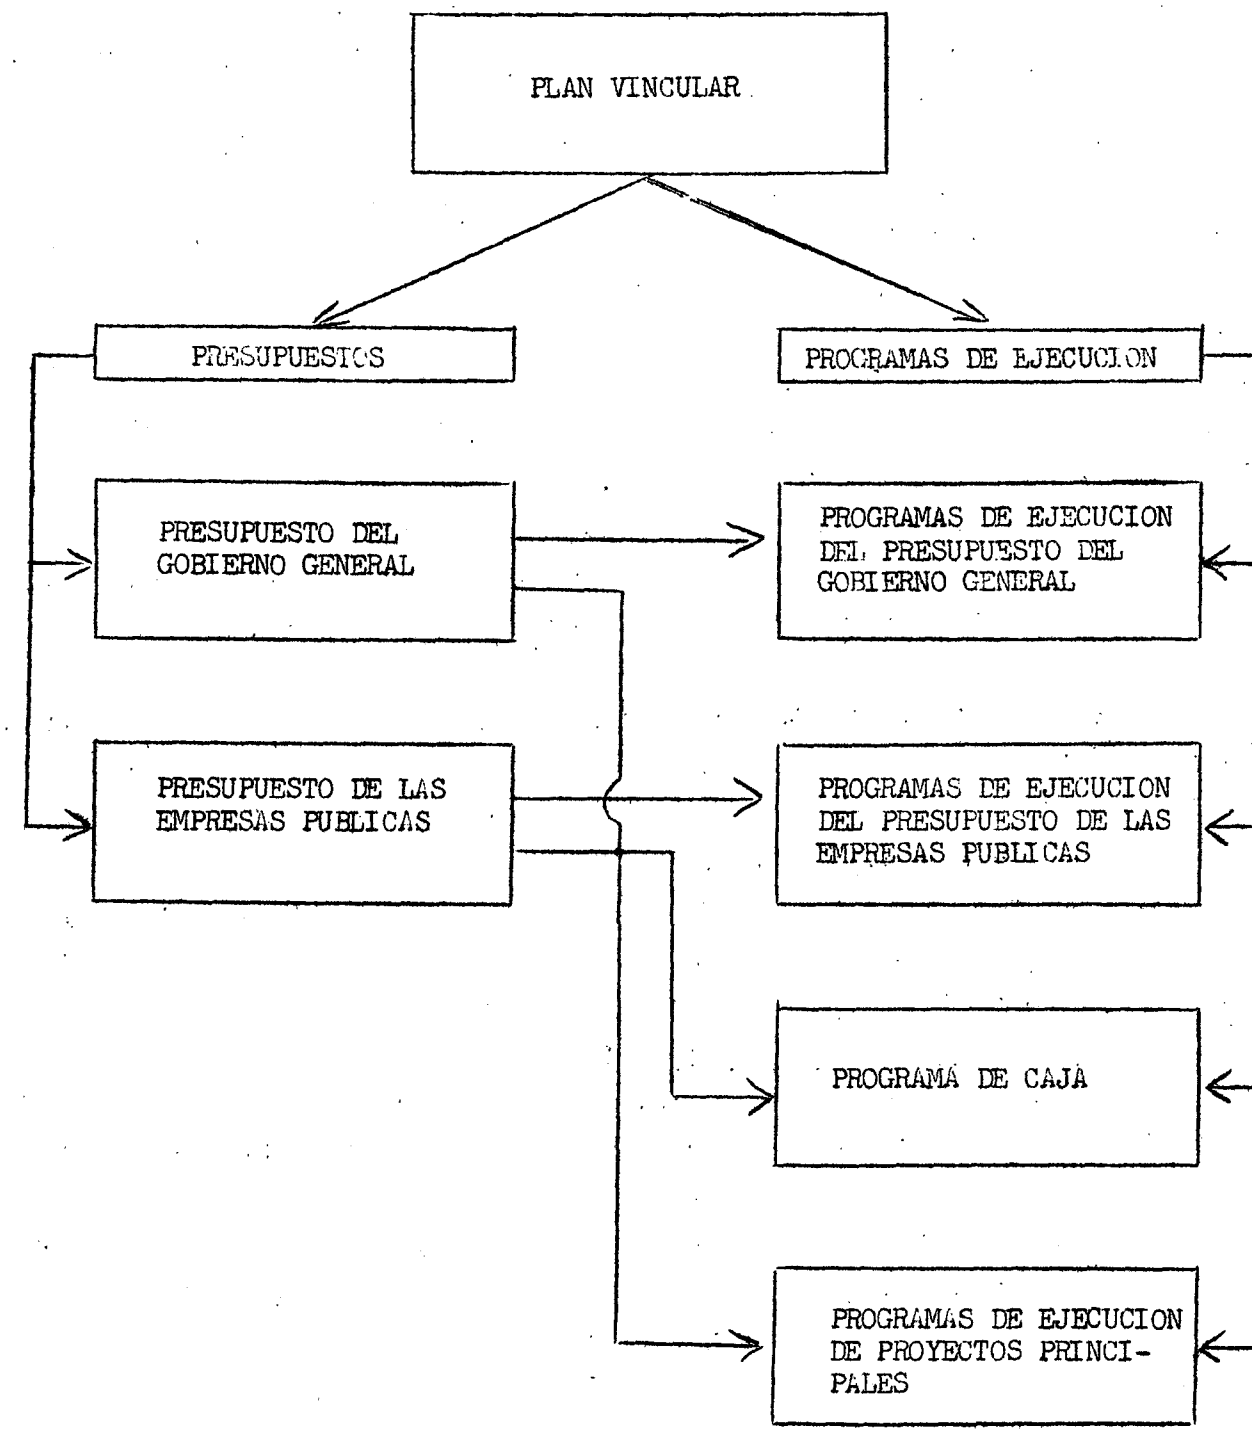 PLAN VINCULAR
PRESUPUESTOS
PROGRAMAS DE EJECUCION
PRESUPUESTO DEL
GOBIERNO GENERAL
PROGRAMAS DE EJECUCION
DEL PRESUPUESTO DEL
GOBIERNO GENERAL
PRESUPUESTO DE LAS
EMPRESAS PUBLICAS
PROGRAMAS DE EJECUCION
DEL PRESUPUESTO DE LAS
EMPRESAS PUBLICAS
PROGRAMA DE CAJA
PROGRAMAS DE EJECUCION
DE PROYECTOS PRINCI-
PALES